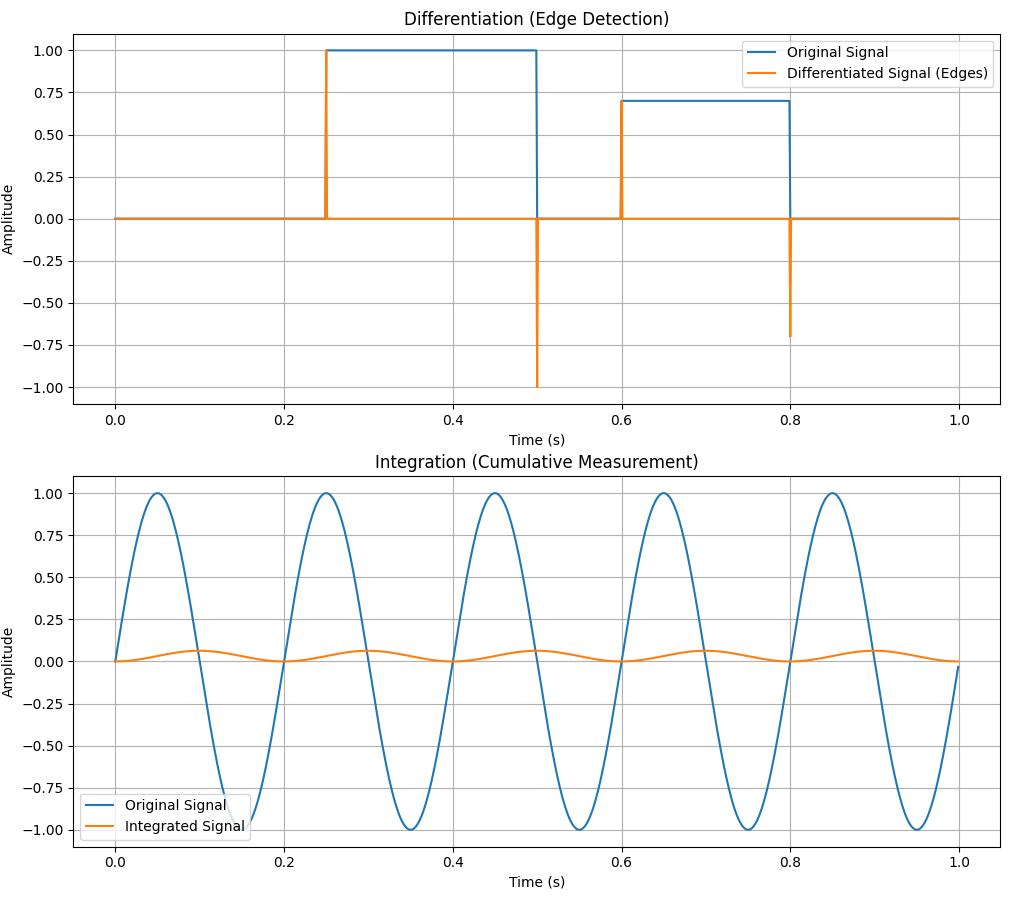 Differentiation (Edge Detection)
1.00
0.75
0.50
0.25
0.00
−0.25
−0.50
−0.75
−1.00
Amplitude
Original Signal
Differentiated Signal (Edges)
0.0 0.2 0.4 0.6 0.8 1.0
Time (s)
Integration (Cumulative Measurement)
1.00
0.75
0.50
0.25
0.00
−0.25
−0.50
−0.75
−1.00
Amplitude
Original Signal
Integrated Signal
0.0 0.2 0.4 0.6 0.8 1.0
Time (s)